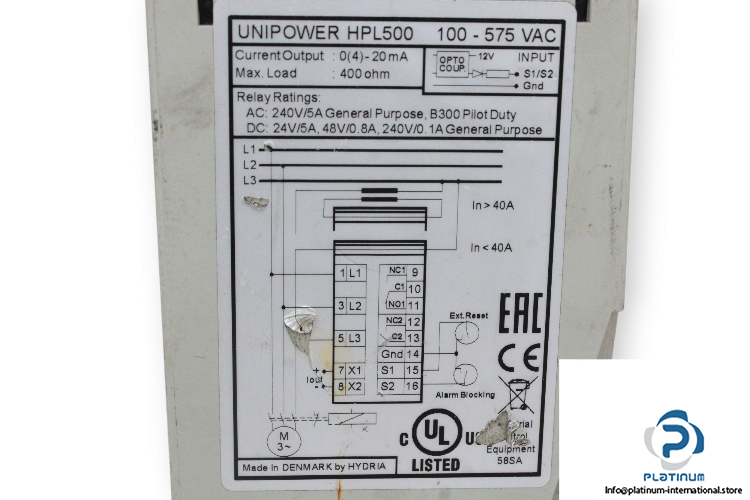 UNIPOWER HPL500 100 - 575 VAC
Current Output : 0(4) - 20mA
Max. Load : 400 ohm
OPTO COUP. 12V INPUT
S1/S2
Gnd
Relay Ratings:
AC: 240V/5A General Purpose, B300 Pilot Duty
DC: 24V/5A, 48V/0.8A, 240V/0.1A General Purpose
L1
L2
L3
In > 40A
In < 40A
1 L1 NC1 9
C1 10
3 L2 NO1 11
NC2 12
5 L3 C2 13
Gnd 14
7 X1 S1 15
8 X2 S2 16
+
Iout
-
Ext. Reset
Alarm Blocking
K
M
3~
EAC
CE
C UL US
LISTED
Equipment
58SA
Made in DENMARK by HYDRIA
PLATINUM
INTERNATIONAL
Info@platinum-international.store